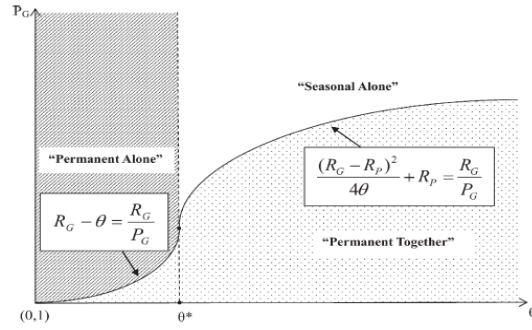 P_G
"Seasonal Alone"
"Permanent Alone"
(R_G − R_P)² / 4θ + R_P = R_G / P_G
R_G − θ = R_G / P_G
"Permanent Together"
(0,1)
θ*